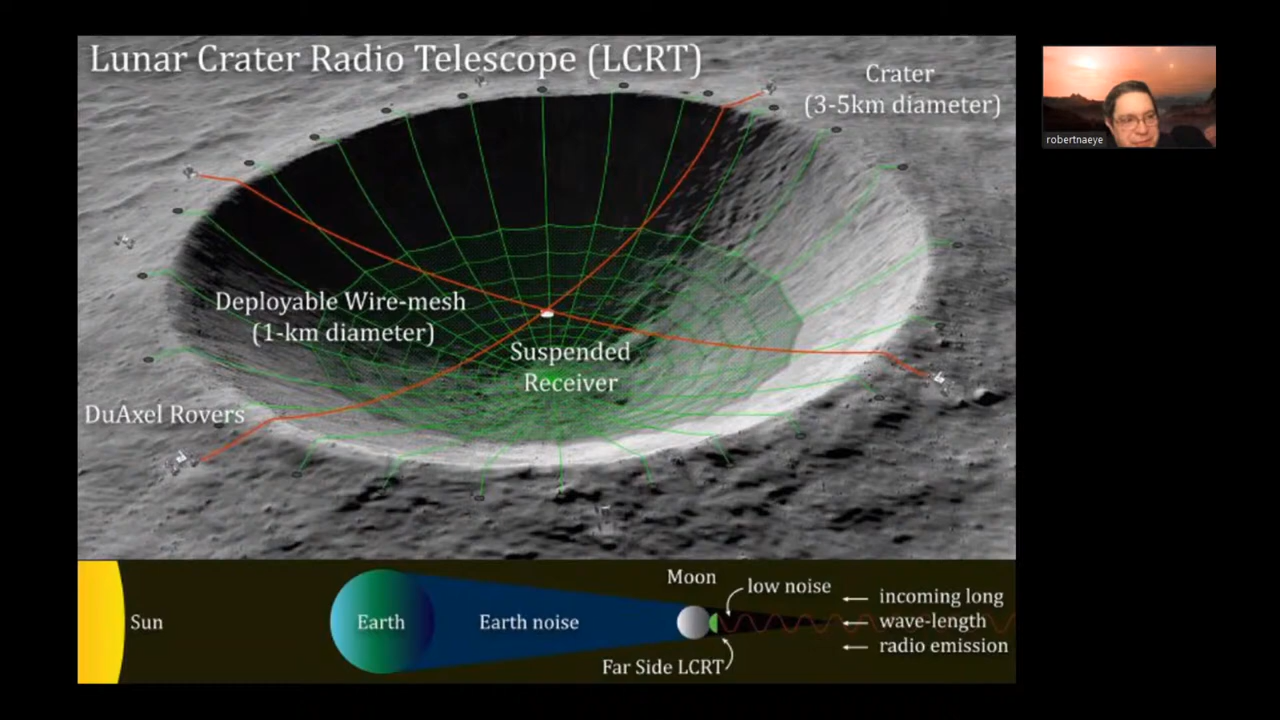 Lunar Crater Radio Telescope (LCRT)
Crater
(3-5km diameter)
robertnaeye
Deployable Wire-mesh
(1-km diameter)
Suspended
Receiver
DuAxel Rovers
Moon
low noise
incoming long
wave-length
radio emission
Sun
Earth
Earth noise
Far Side LCRT